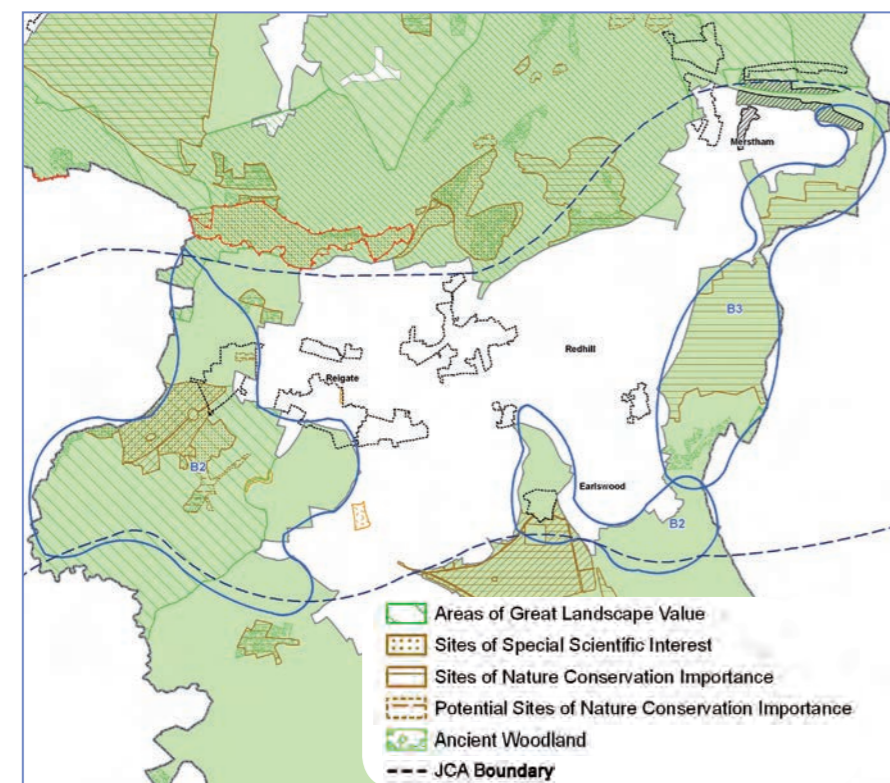 Merstham
B3
Redhill
Reigate
B2
Earlswood
B2
Areas of Great Landscape Value
Sites of Special Scientific Interest
Sites of Nature Conservation Importance
Potential Sites of Nature Conservation Importance
Ancient Woodland
JCA Boundary